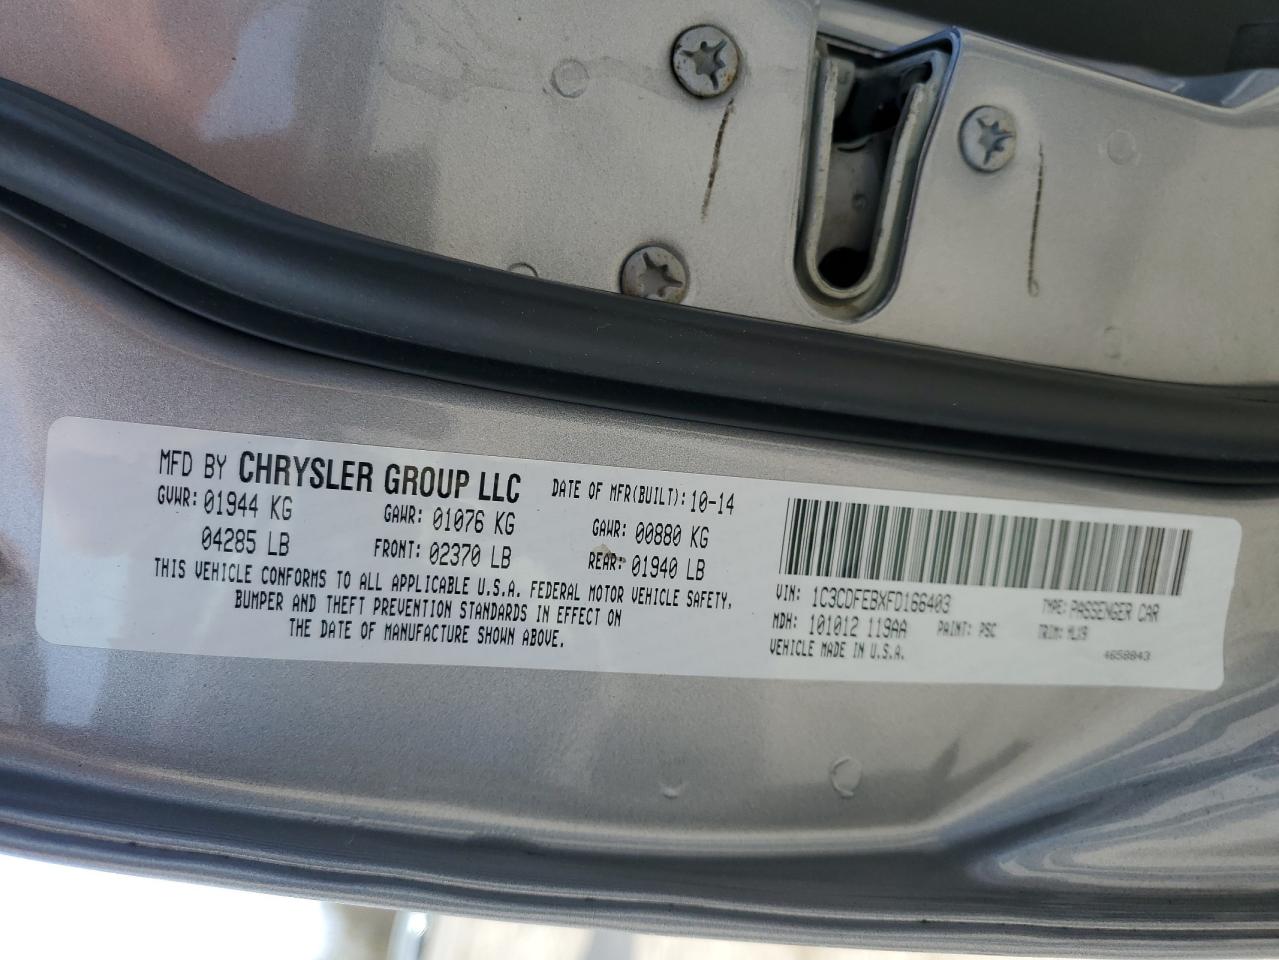 MFD BY CHRYSLER GROUP LLC DATE OF MFR(BUILT): 10-14
GVWR: 01944 KG GAWR: 01076 KG GAWR: 00880 KG
04285 LB FRONT: 02370 LB REAR: 01940 LB
THIS VEHICLE CONFORMS TO ALL APPLICABLE U.S.A. FEDERAL MOTOR VEHICLE SAFETY,
BUMPER AND THEFT PREVENTION STANDARDS IN EFFECT ON
THE DATE OF MANUFACTURE SHOWN ABOVE.
VIN: 1C3CDFEBXFD166403 TYPE: PASSENGER CAR
MDH: 101012 119AA PAINT: PSC TRIM: MLX9
VEHICLE MADE IN U.S.A. 4658843